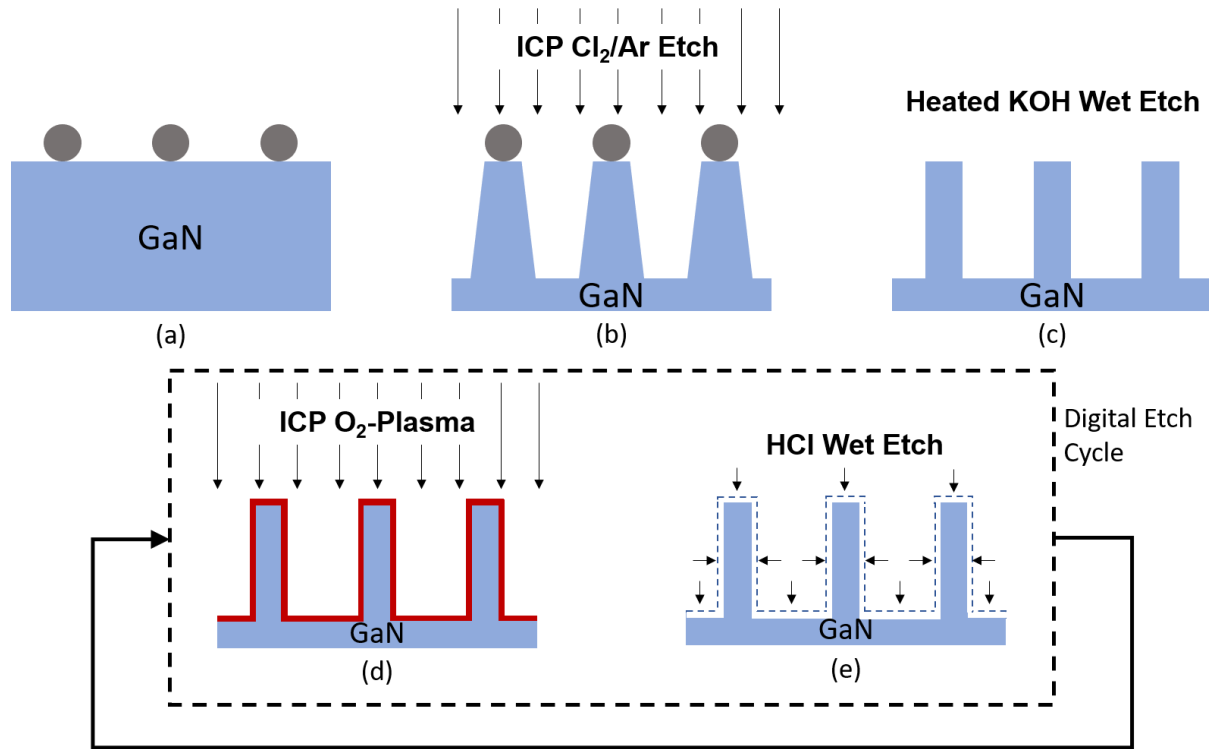 ICP Cl₂/Ar Etch
Heated KOH Wet Etch
GaN
GaN
GaN
(a)
(b)
(c)
ICP O₂-Plasma
HCl Wet Etch
Digital Etch
Cycle
GaN
GaN
(d)
(e)